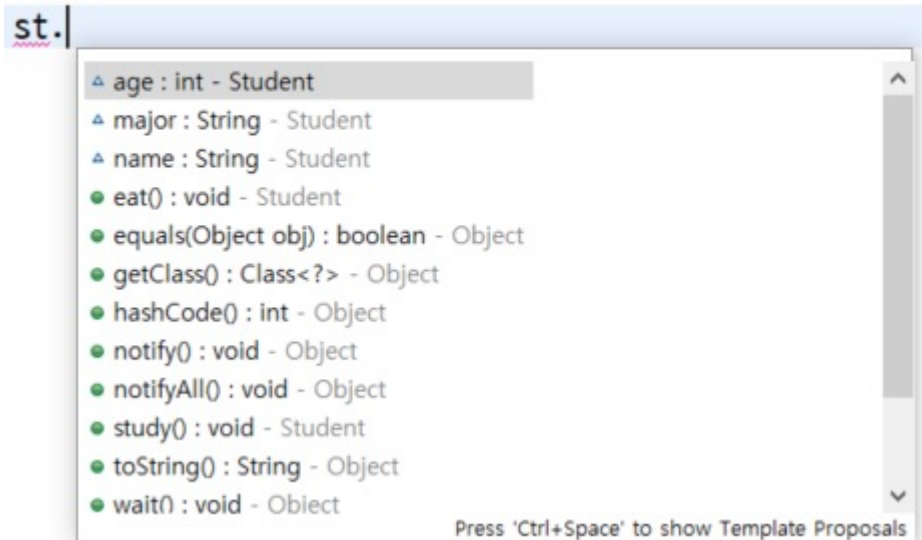 st.
age : int - Student
major : String - Student
name : String - Student
eat() : void - Student
equals(Object obj) : boolean - Object
getClass() : Class<?> - Object
hashCode() : int - Object
notify() : void - Object
notifyAll() : void - Object
study() : void - Student
toString() : String - Object
wait() : void - Object
Press 'Ctrl+Space' to show Template Proposals